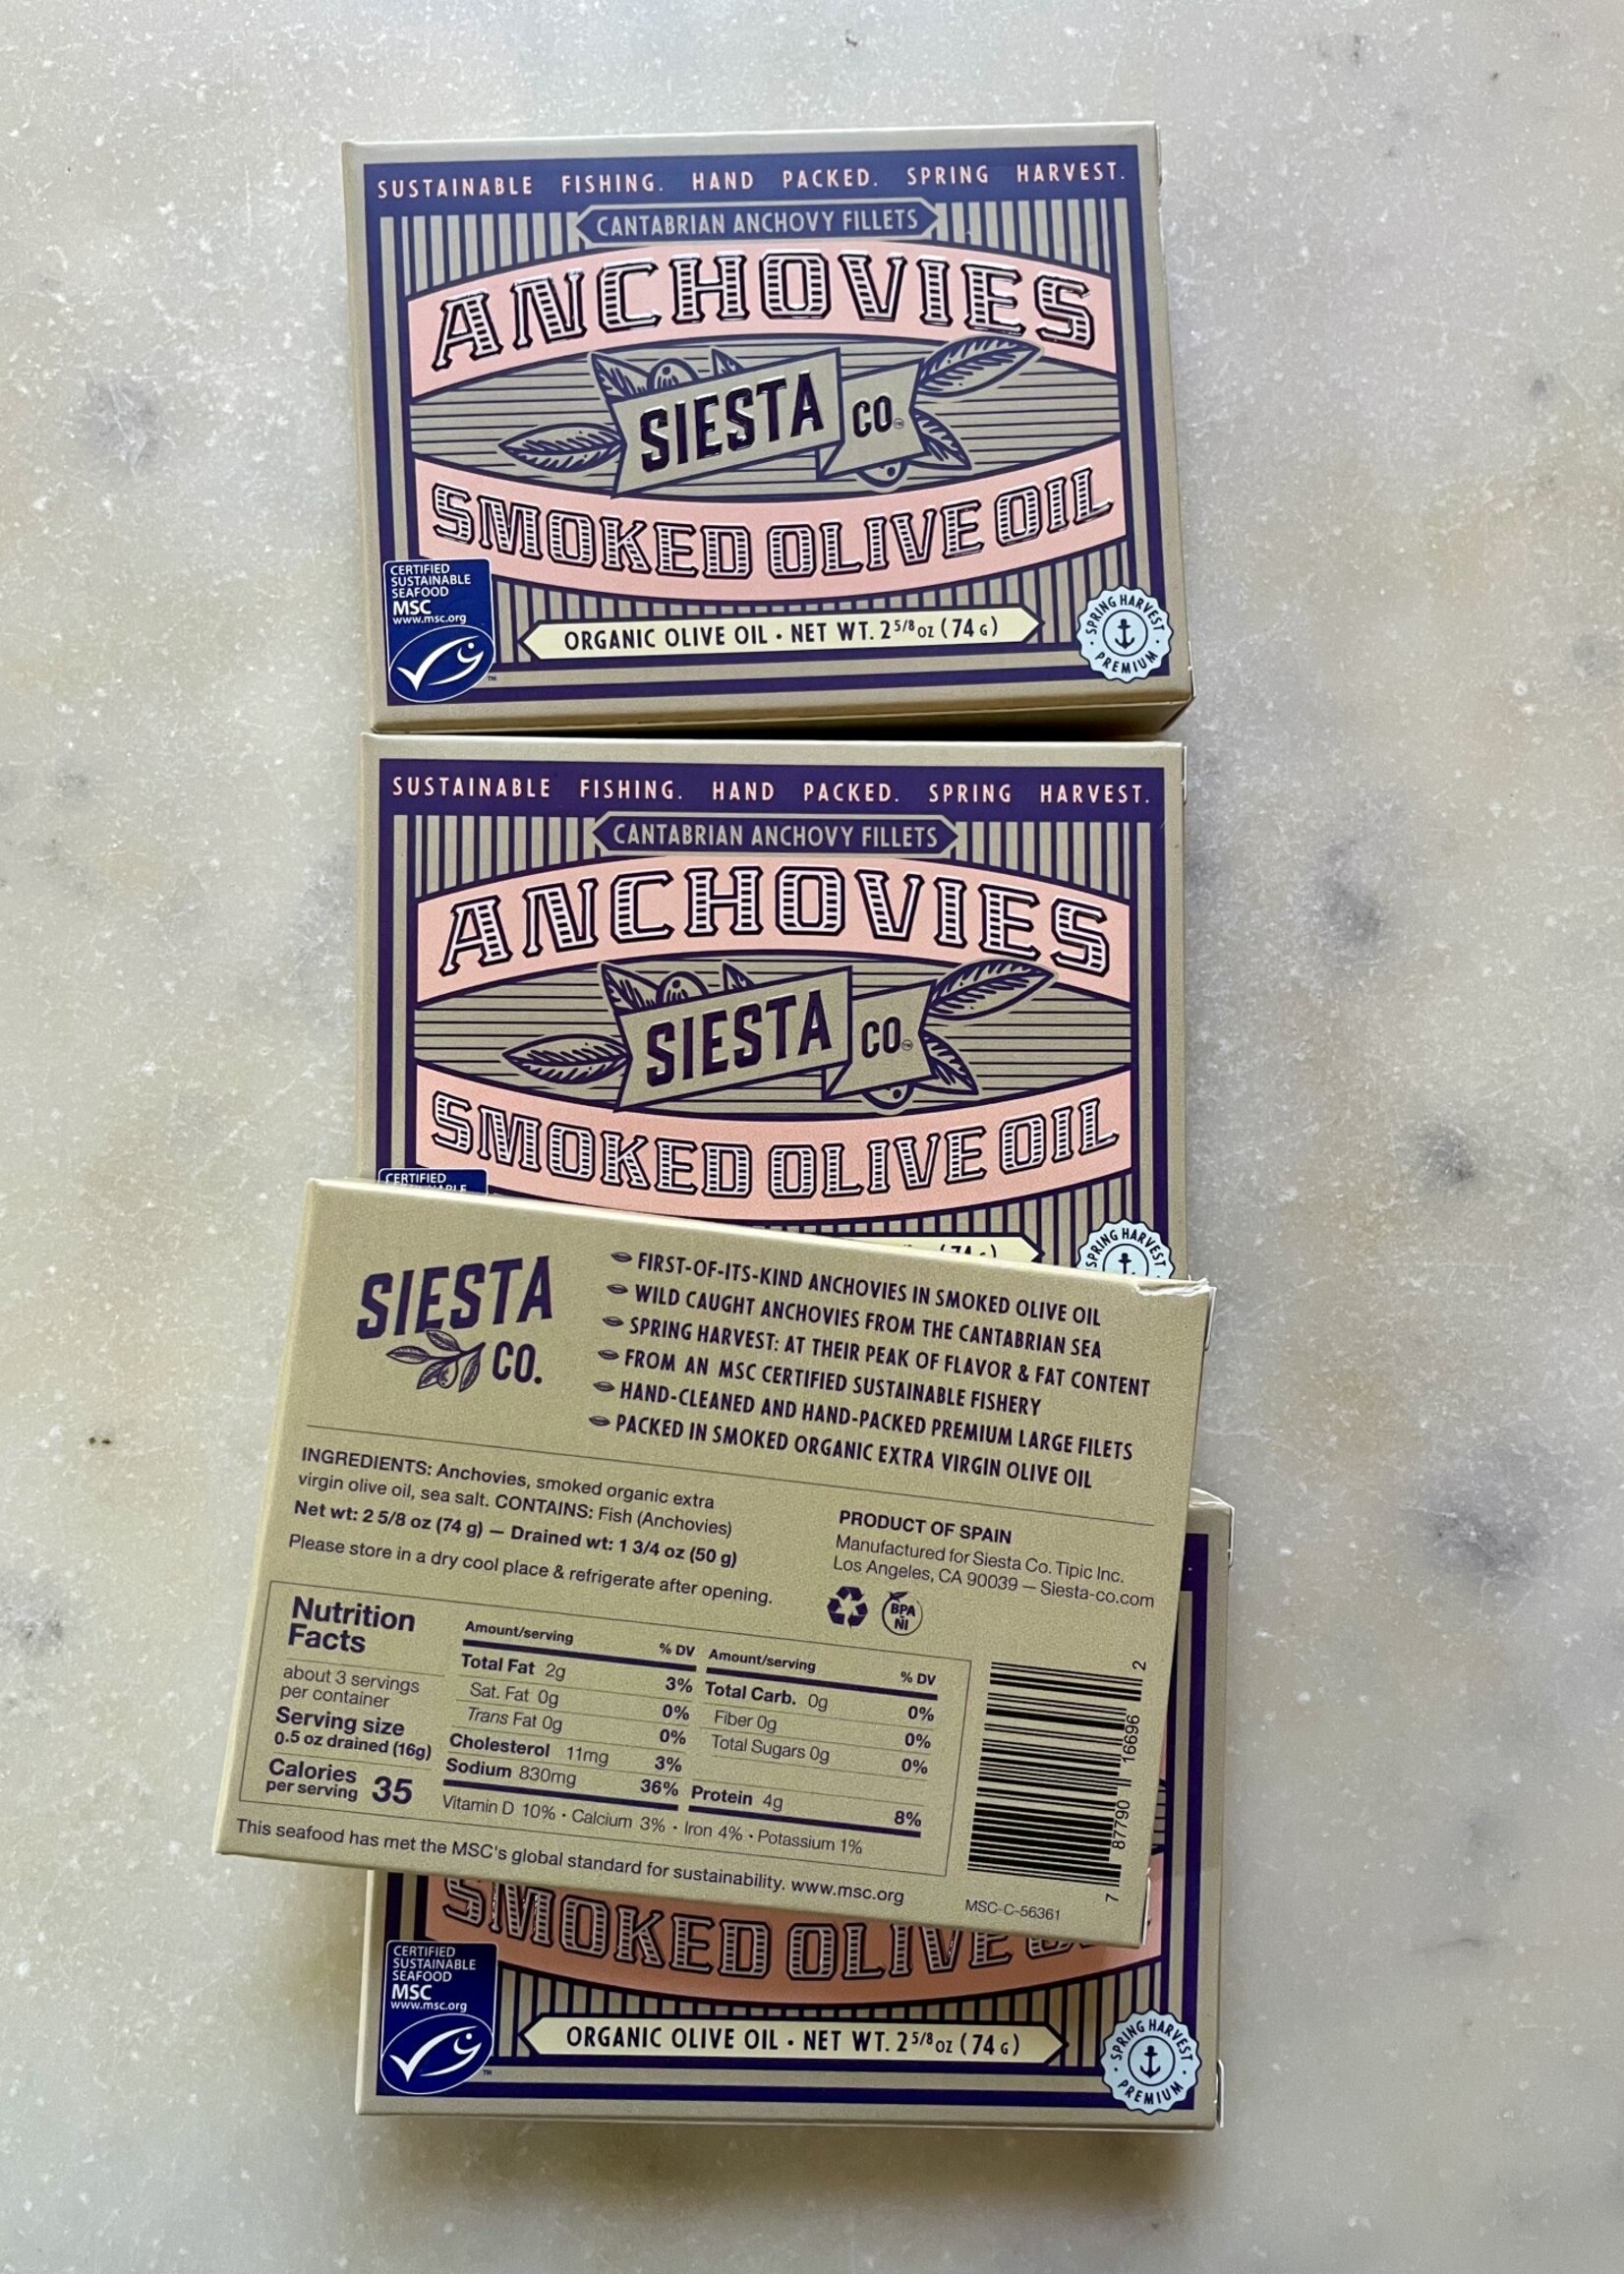 SUSTAINABLE FISHING. HAND PACKED. SPRING HARVEST.
CANTABRIAN ANCHOVY FILLETS
ANCHOVIES
SIESTA CO.
SMOKED OLIVE OIL
CERTIFIED
SUSTAINABLE
SEAFOOD
MSC
www.msc.org
™
ORGANIC OLIVE OIL • NET WT. 2 5/8 OZ (74 G)
SPRING HARVEST
PREMIUM
SUSTAINABLE FISHING. HAND PACKED. SPRING HARVEST.
CANTABRIAN ANCHOVY FILLETS
ANCHOVIES
SIESTA CO.
SMOKED OLIVE OIL
CERTIFIED
SPRING HARVEST
SIESTA
CO.
FIRST-OF-ITS-KIND ANCHOVIES IN SMOKED OLIVE OIL
WILD CAUGHT ANCHOVIES FROM THE CANTABRIAN SEA
SPRING HARVEST: AT THEIR PEAK OF FLAVOR & FAT CONTENT
FROM AN MSC CERTIFIED SUSTAINABLE FISHERY
HAND-CLEANED AND HAND-PACKED PREMIUM LARGE FILETS
PACKED IN SMOKED ORGANIC EXTRA VIRGIN OLIVE OIL
INGREDIENTS: Anchovies, smoked organic extra
virgin olive oil, sea salt. CONTAINS: Fish (Anchovies)
Net wt: 2 5/8 oz (74 g) — Drained wt: 1 3/4 oz (50 g)
Please store in a dry cool place & refrigerate after opening.
PRODUCT OF SPAIN
Manufactured for Siesta Co. Tipic Inc.
Los Angeles, CA 90039 — Siesta-co.com
BPA
NI
Nutrition
Facts
about 3 servings
per container
Serving size
0.5 oz drained (16g)
Calories
per serving 35
Amount/serving % DV
Total Fat 2g 3%
Sat. Fat 0g 0%
Trans Fat 0g 0%
Cholesterol 11mg 3%
Sodium 830mg 36%
Amount/serving % DV
Total Carb. 0g 0%
Fiber 0g 0%
Total Sugars 0g 0%
Protein 4g 8%
Vitamin D 10% • Calcium 3% • Iron 4% • Potassium 1%
This seafood has met the MSC's global standard for sustainability. www.msc.org
7 87790 16696 2
MSC-C-56361
SMOKED OLIVE
CERTIFIED
SUSTAINABLE
SEAFOOD
MSC
www.msc.org
™
ORGANIC OLIVE OIL • NET WT. 2 5/8 OZ (74 G)
SPRING HARVEST
PREMIUM